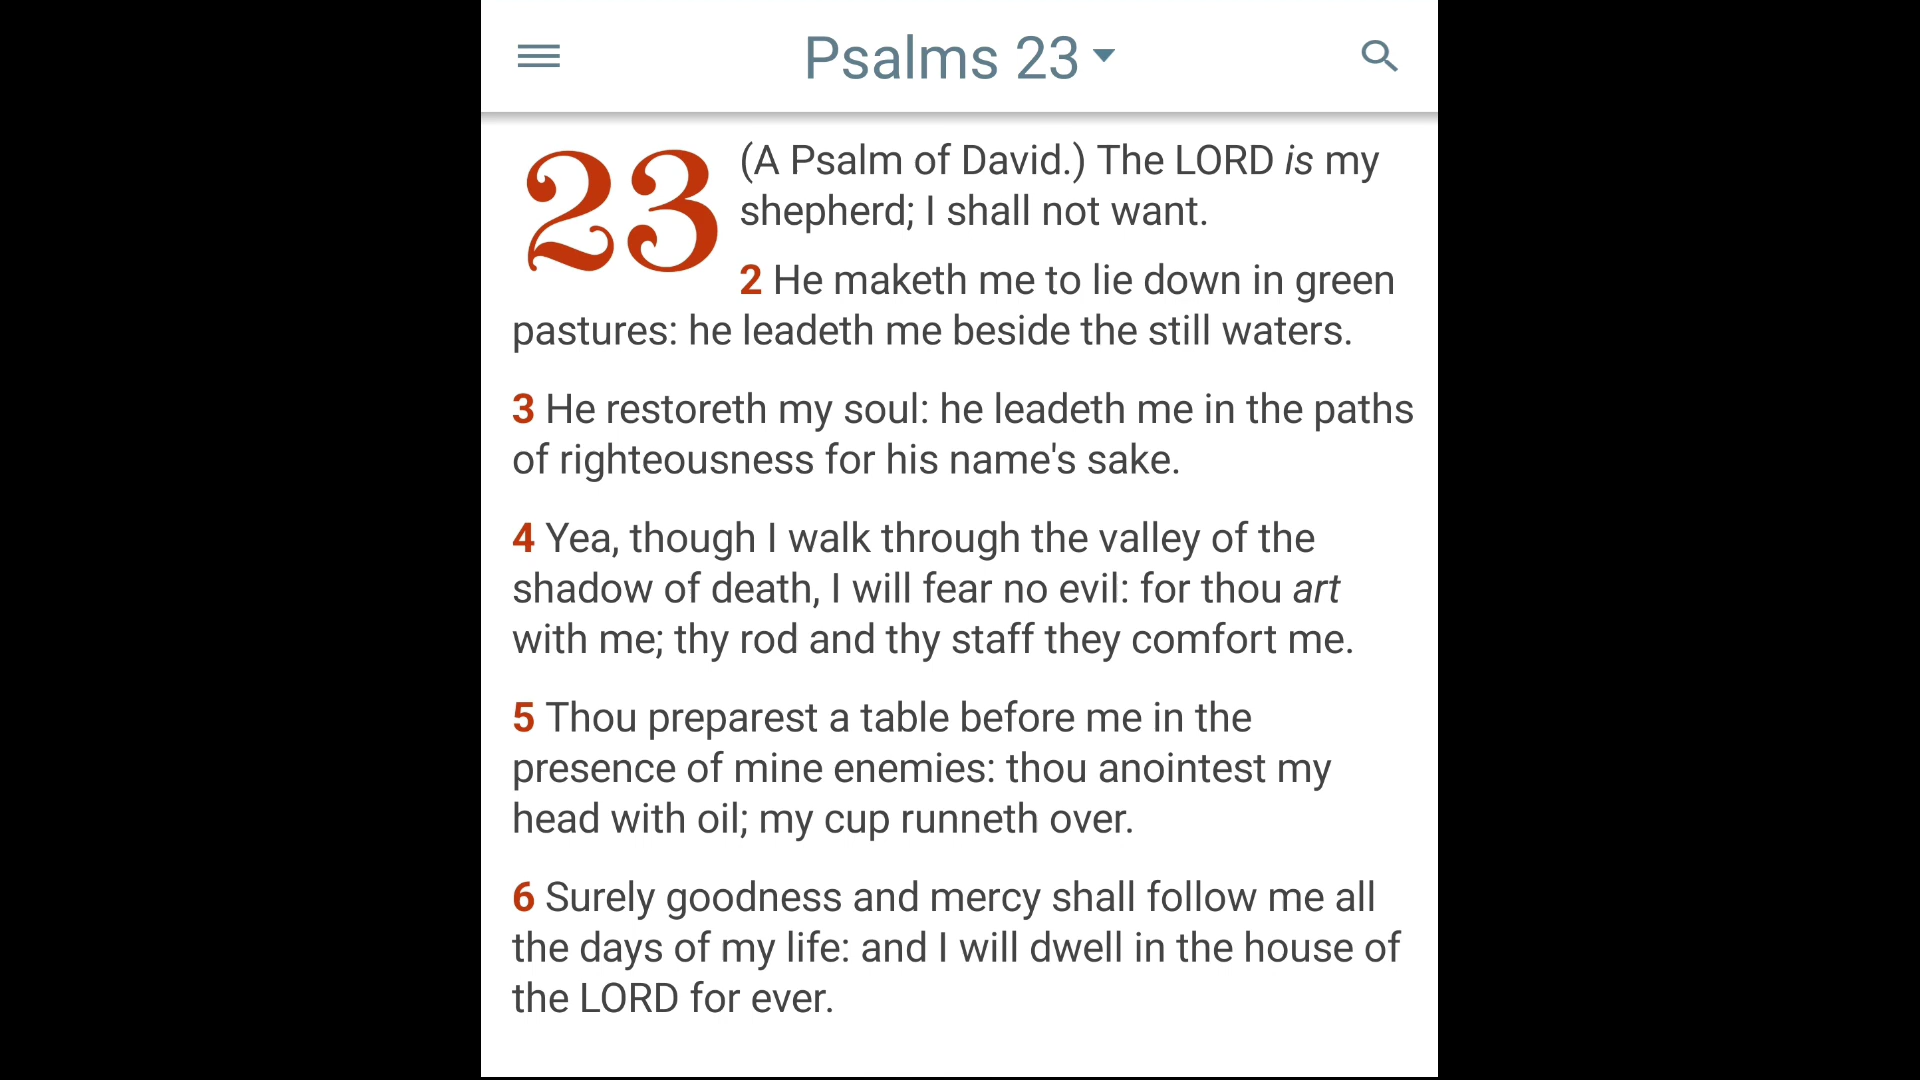 Psalms 23
23
(A Psalm of David.) The LORD is my
shepherd; I shall not want.
2 He maketh me to lie down in green
pastures: he leadeth me beside the still waters.
3 He restoreth my soul: he leadeth me in the paths
of righteousness for his name's sake.
4 Yea, though I walk through the valley of the
shadow of death, I will fear no evil: for thou art
with me; thy rod and thy staff they comfort me.
5 Thou preparest a table before me in the
presence of mine enemies: thou anointest my
head with oil; my cup runneth over.
6 Surely goodness and mercy shall follow me all
the days of my life: and I will dwell in the house of
the LORD for ever.